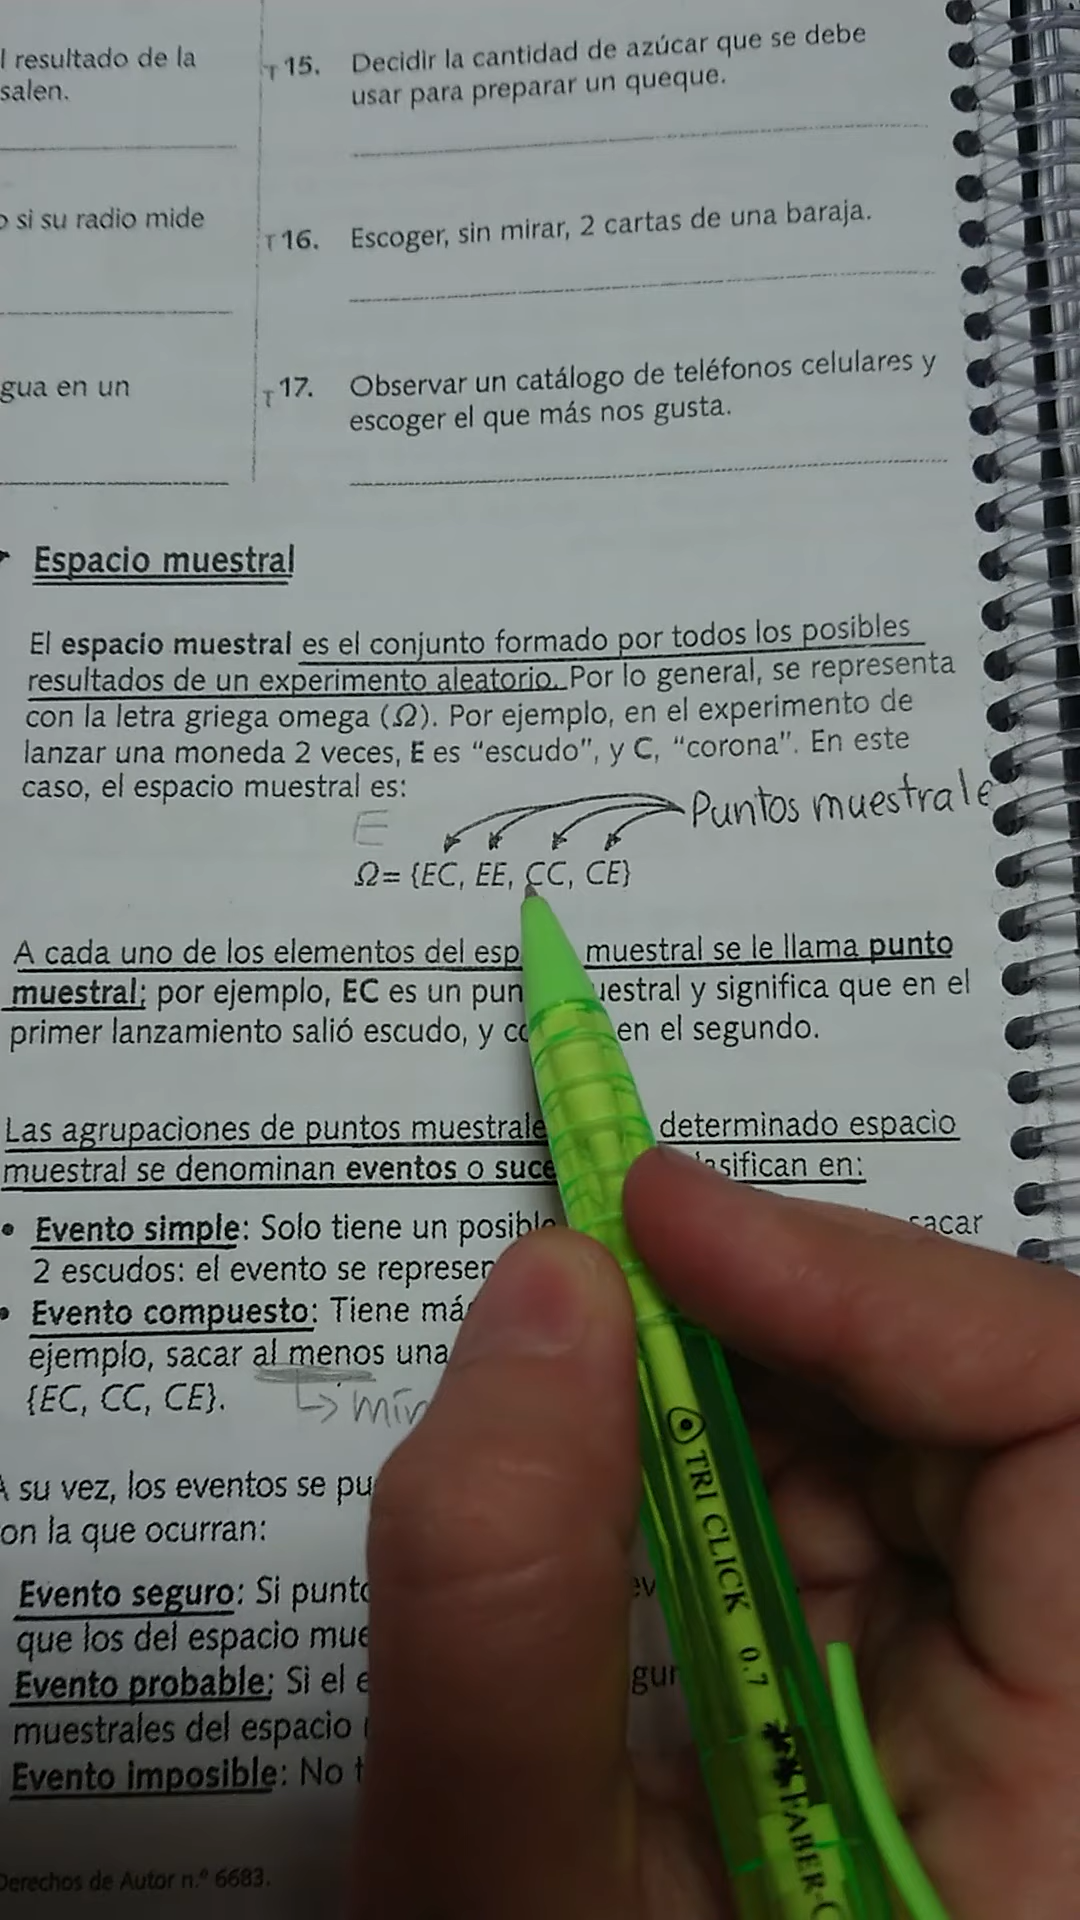 l resultado de la
salen.
si su radio mide
gua en un
15. Decidir la cantidad de azúcar que se debe
usar para preparar un queque.
16. Escoger, sin mirar, 2 cartas de una baraja.
17. Observar un catálogo de teléfonos celulares y
escoger el que más nos gusta.
Espacio muestral
El espacio muestral es el conjunto formado por todos los posibles
resultados de un experimento aleatorio. Por lo general, se representa
con la letra griega omega (Ω). Por ejemplo, en el experimento de
lanzar una moneda 2 veces, E es “escudo”, y C, “corona”. En este
caso, el espacio muestral es:
E
Puntos muestrale
Ω= {EC, EE, CC, CE}
A cada uno de los elementos del esp muestral se le llama punto
muestral; por ejemplo, EC es un pun uestral y significa que en el
primer lanzamiento salió escudo, y co en el segundo.
Las agrupaciones de puntos muestrale determinado espacio
muestral se denominan eventos o suce asifican en:
• Evento simple: Solo tiene un posible sacar
2 escudos: el evento se represen
• Evento compuesto: Tiene má
ejemplo, sacar al menos una
{EC, CC, CE}.
mín
A su vez, los eventos se pu
on la que ocurran:
Evento seguro: Si punto ev
que los del espacio mue
Evento probable: Si el e gun
muestrales del espacio
Evento imposible: No t
Derechos de Autor n.° 6683.
TRI CLICK 0.7 FABER-C